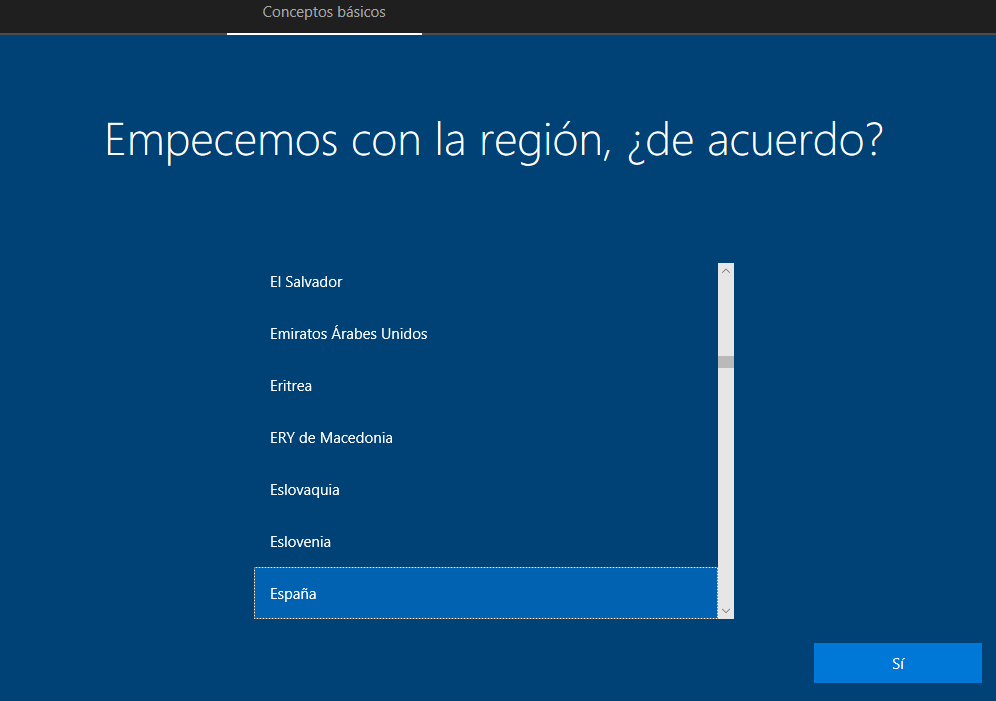 Conceptos básicos
Empecemos con la región, ¿de acuerdo?
El Salvador
Emiratos Árabes Unidos
Eritrea
ERY de Macedonia
Eslovaquia
Eslovenia
España
Sí